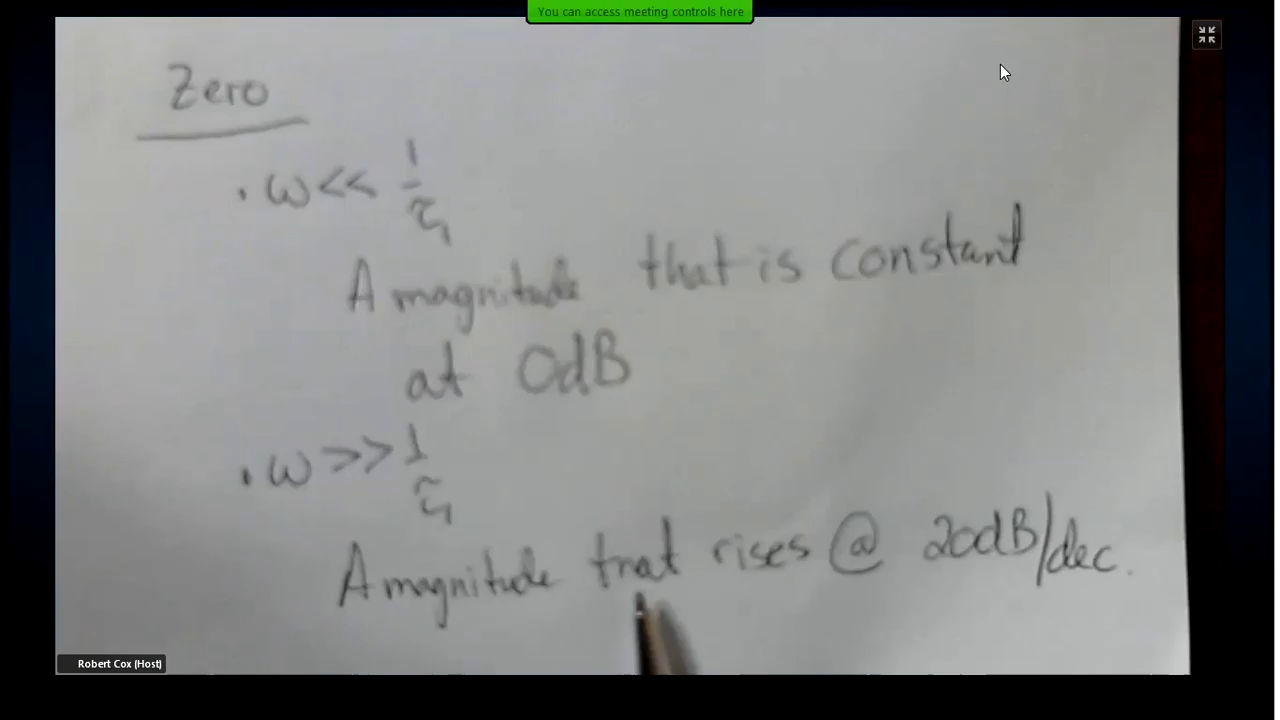 You can access meeting controls here
Zero
. ω << 1/τ₁
A magnitude that is constant
at 0dB
. ω >> 1/τ₁
A magnitude that rises @ 20dB/dec.
Robert Cox (Host)